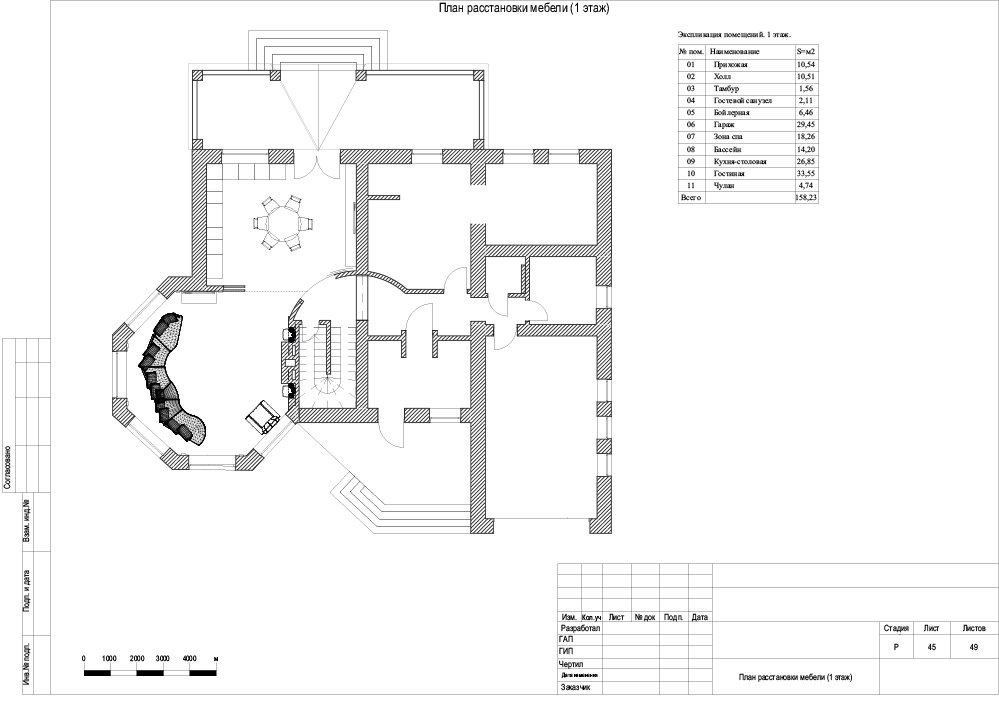 План расстановки мебели (1 этаж)
Экспликация помещений. 1 этаж.
№ пом. Наименование S=м2
01 Прихожая 10,54
02 Холл 10,51
03 Тамбур 1,56
04 Гостевой санузел 2,11
05 Бойлерная 6,46
06 Гараж 29,45
07 Зона спа 18,26
08 Бассейн 14,20
09 Кухня-столовая 26,85
10 Гостиная 33,55
11 Чулан 4,74
Всего 158,23
Согласовано
Взам. инд.№
Подп. и дата
Инв.№ подл.
0 1000 2000 3000 4000 м
Изм. Кол.уч Лист № док Подп. Дата
Разработал
ГАП
ГИП
Чертил
Дата изменения
Заказчик
Стадия Лист Листов
Р 45 49
План расстановки мебели (1 этаж)